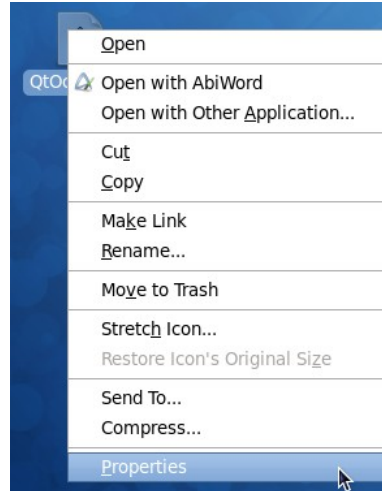 Open
QtO
Open with AbiWord
Open with Other Application...
Cut
Copy
Make Link
Rename...
Move to Trash
Stretch Icon...
Restore Icon's Original Size
Send To...
Compress...
Properties